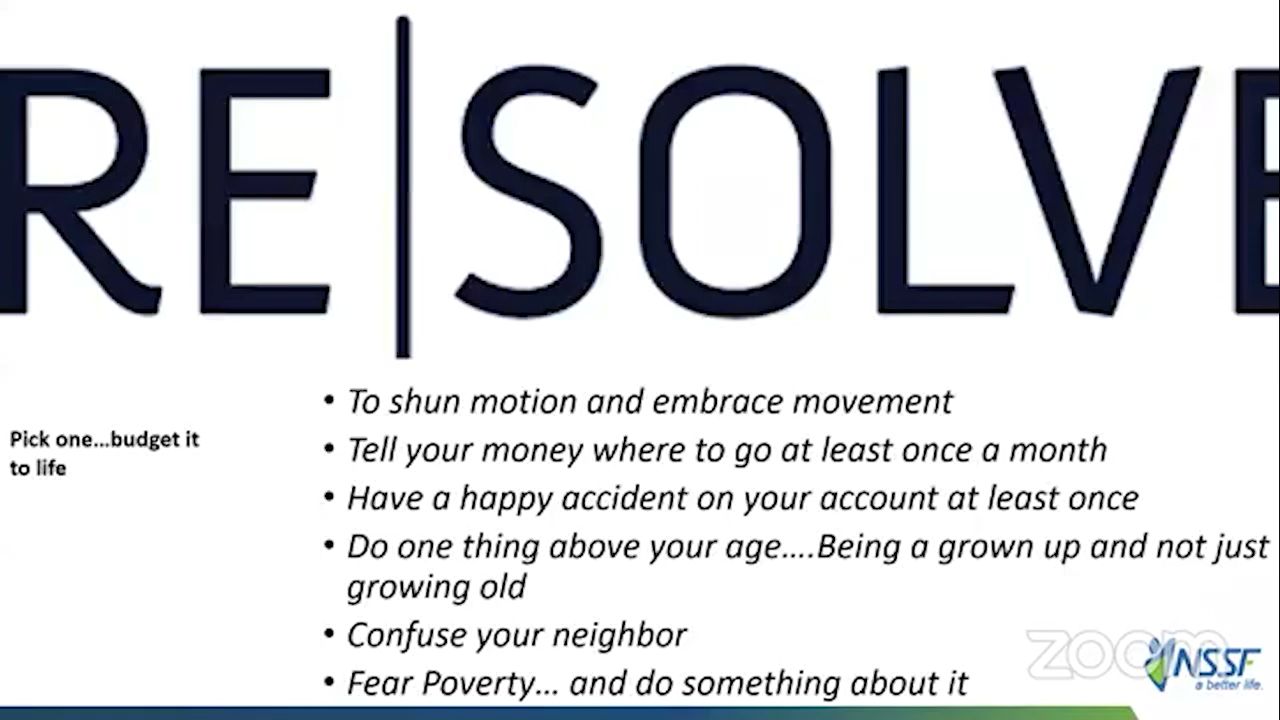 RE|SOLVE
• To shun motion and embrace movement
Pick one...budget it
to life
• Tell your money where to go at least once a month
• Have a happy accident on your account at least once
• Do one thing above your age....Being a grown up and not just
growing old
• Confuse your neighbor
• Fear Poverty... and do something about it
zoom
NSSF
a better life.